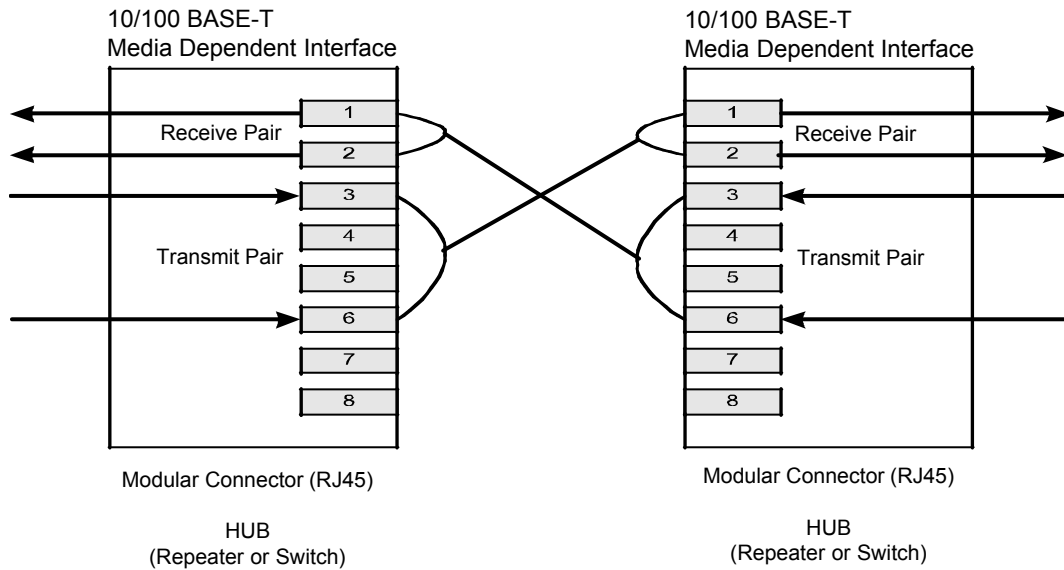 10/100 BASE-T
Media Dependent Interface
10/100 BASE-T
Media Dependent Interface
1
Receive Pair
2
3
4
Transmit Pair
5
6
7
8
1
Receive Pair
2
3
4
Transmit Pair
5
6
7
8
Modular Connector (RJ45)
Modular Connector (RJ45)
HUB
(Repeater or Switch)
HUB
(Repeater or Switch)